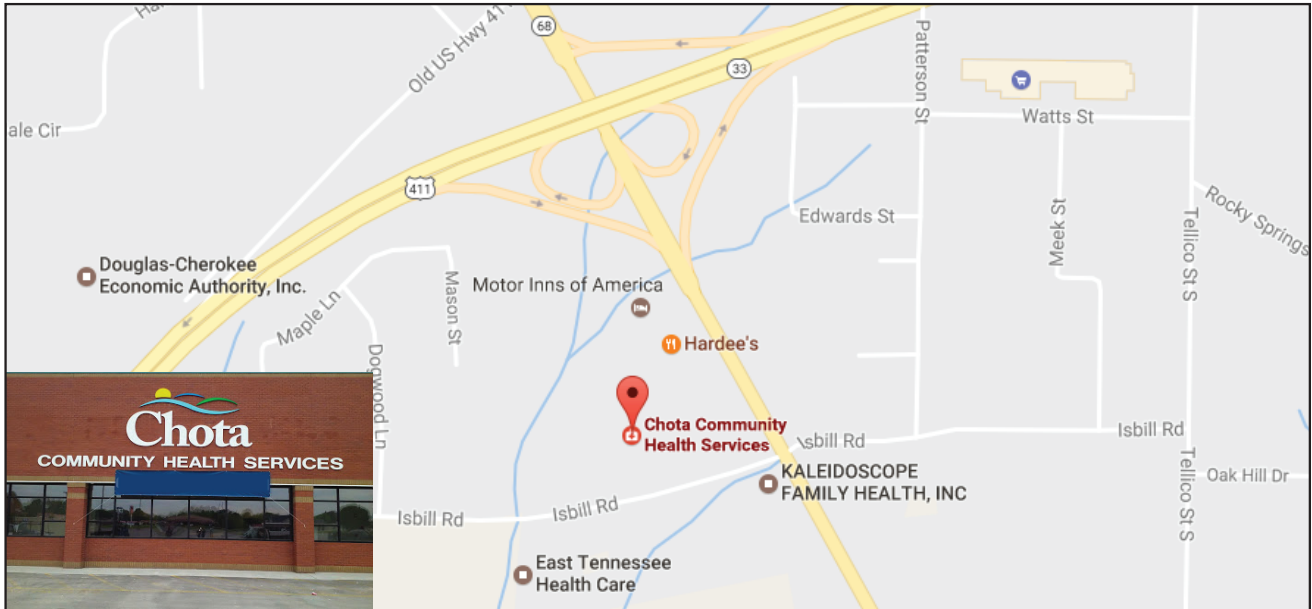 Old US Hwy 411
68
33
Patterson St
Watts St
ale Cir
411
Edwards St
Meek St
Tellico St S
Rocky Springs
Douglas-Cherokee
Economic Authority, Inc.
Maple Ln
Mason St
Motor Inns of America
Hardee's
Dogwood Ln
Chota Community
Health Services
Isbill Rd
Isbill Rd
KALEIDOSCOPE
FAMILY HEALTH, INC
Oak Hill Dr
Tellico St S
Isbill Rd
Isbill Rd
East Tennessee
Health Care
Chota
COMMUNITY HEALTH SERVICES